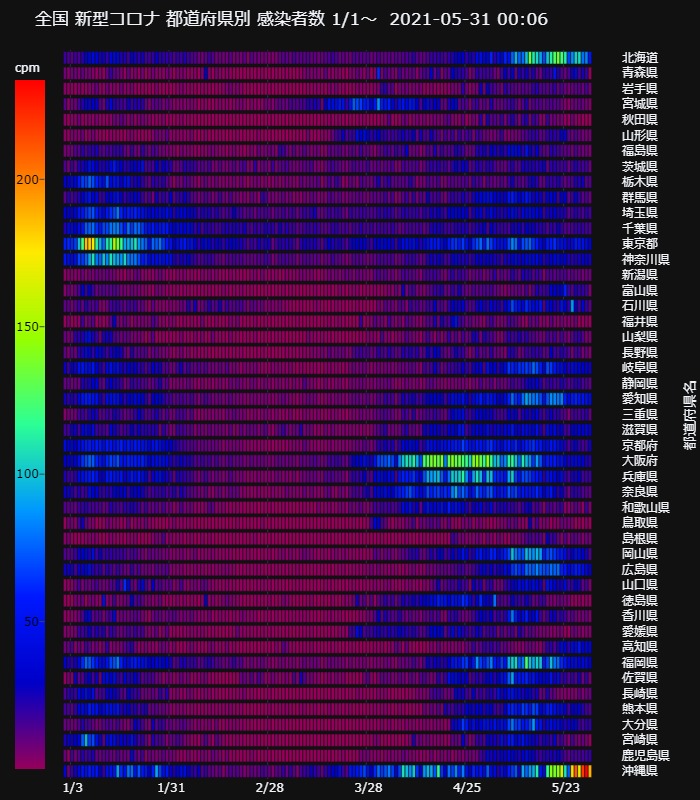 全国 新型コロナ 都道府県別 感染者数 1/1～ 2021-05-31 00:06
cpm
200
150
100
50
北海道
青森県
岩手県
宮城県
秋田県
山形県
福島県
茨城県
栃木県
群馬県
埼玉県
千葉県
東京都
神奈川県
新潟県
富山県
石川県
福井県
山梨県
長野県
岐阜県
静岡県
愛知県
三重県
滋賀県
京都府
大阪府
兵庫県
奈良県
和歌山県
鳥取県
島根県
岡山県
広島県
山口県
徳島県
香川県
愛媛県
高知県
福岡県
佐賀県
長崎県
熊本県
大分県
宮崎県
鹿児島県
沖縄県
都道府県名
1/3 1/31 2/28 3/28 4/25 5/23